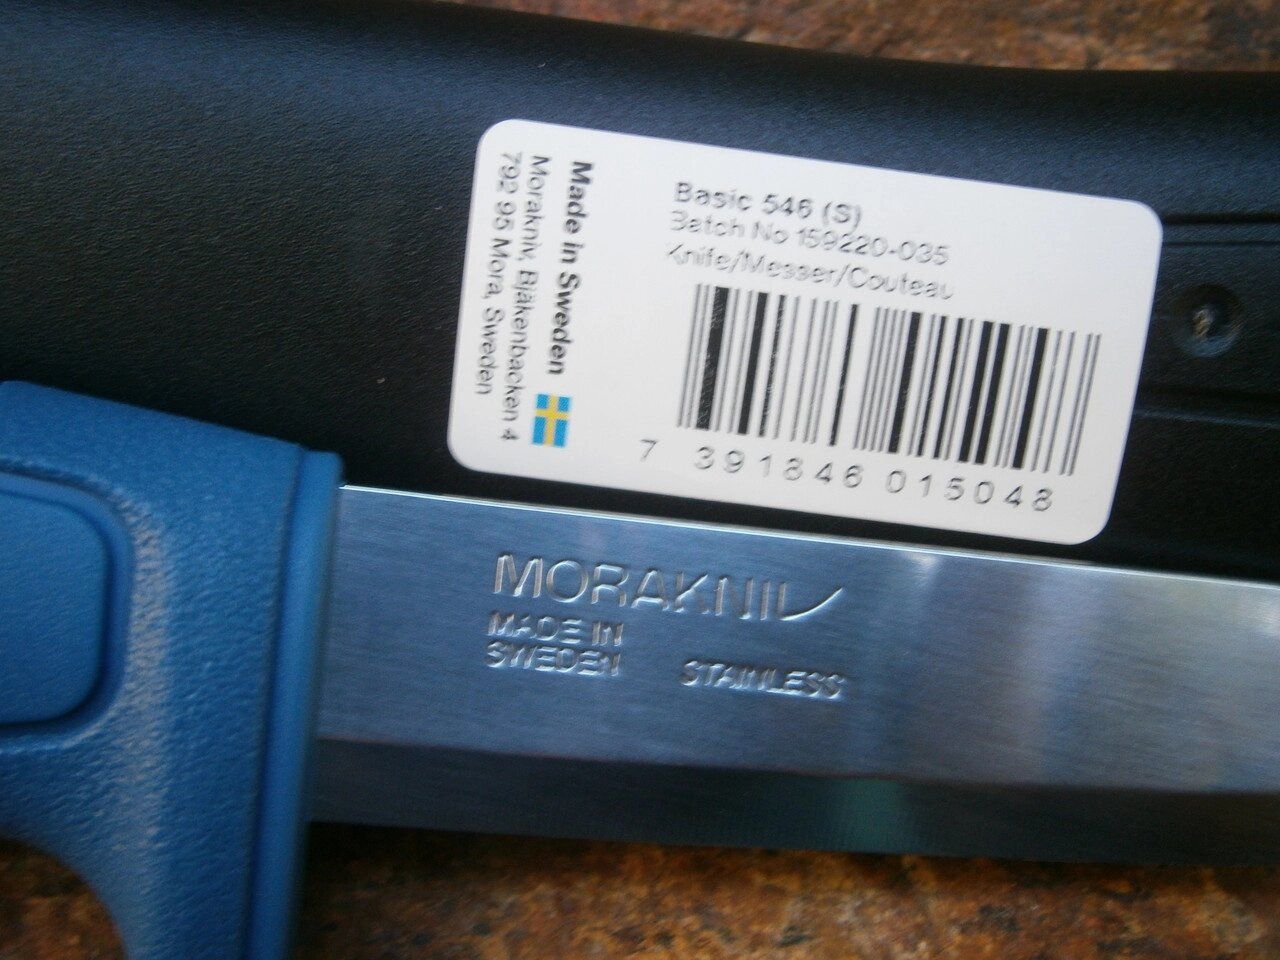 Basic 546 (S)
Batch No 159220-035
Knife/Messer/Couteau
7 391846 015048
Made in Sweden
Morakniv, Bjäkenbacken 4
792 95 Mora, Sweden
MORAKNIV
MADE IN
SWEDEN
STAINLESS